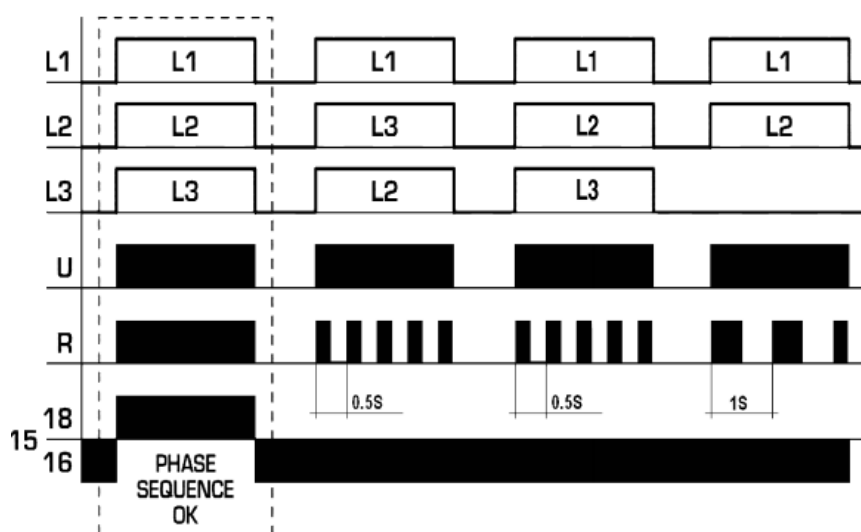 L1 L1 L1 L1 L1
L2 L2 L3 L2 L2
L3 L3 L2 L3
U
R
0.5S 0.5S 1S
18
15
16
PHASE
SEQUENCE
OK